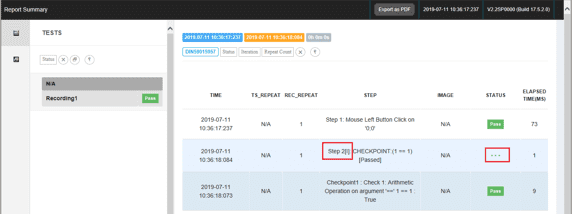 Report Summary
Export as PDF
2019-07-11 10:36:17:237
V2.25P0000 (Build 17.5.2.0)
TESTS
Status
N/A
Recording1 Pass
2019-07-11 10:36:17:237 2019-07-11 10:36:18:084 0h 0m 0s
Status Iteration Repeat Count
TIME TS_REPEAT REC_REPEAT STEP IMAGE STATUS ELAPSED TIME(MS)
2019-07-11 10:36:17:237 N/A 1 Step 1: Mouse Left Button Click on '0;0' N/A Pass 73
2019-07-11 10:36:18:084 N/A 1 Step 2[I]: CHECKPOINT:(1 == 1) [Passed] N/A --- 1
2019-07-11 10:36:18:073 N/A 1 Checkpoint1 : Check 1: Arithmetic Operation on argument '==' 1 == 1 : True N/A Pass 9